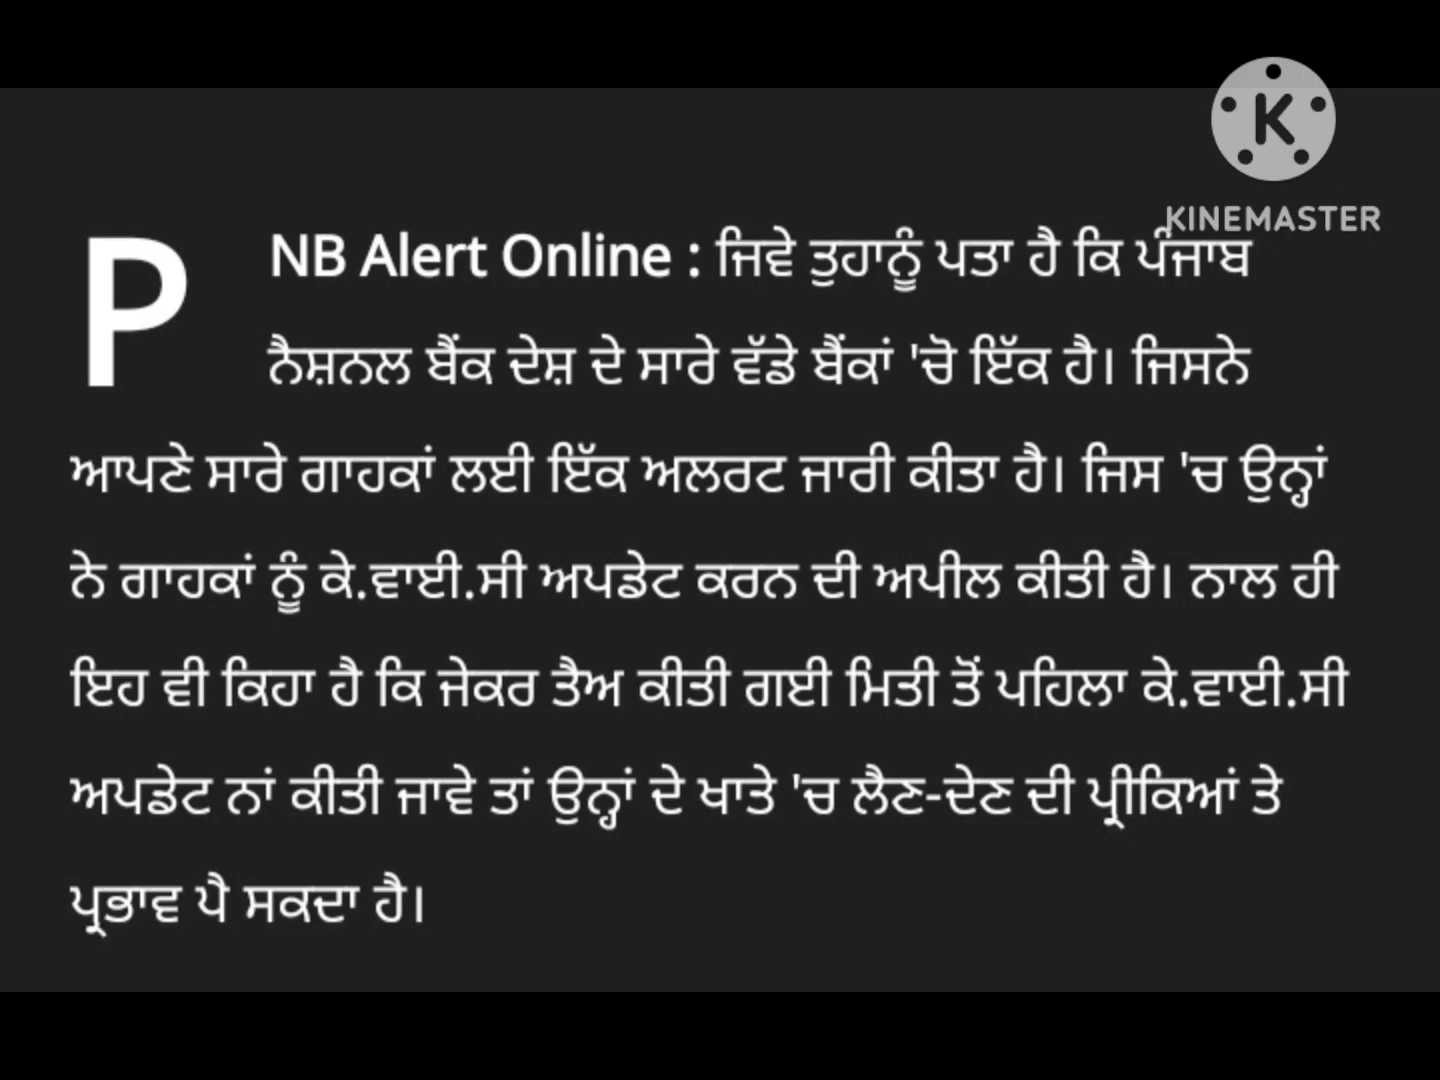 K
KINEMASTER
PNB Alert Online : ਜਿਵੇ ਤੁਹਾਨੂੰ ਪਤਾ ਹੈ ਕਿ ਪੰਜਾਬ
ਨੈਸ਼ਨਲ ਬੈਂਕ ਦੇਸ਼ ਦੇ ਸਾਰੇ ਵੱਡੇ ਬੈਂਕਾਂ 'ਚੋ ਇੱਕ ਹੈ। ਜਿਸਨੇ
ਆਪਣੇ ਸਾਰੇ ਗਾਹਕਾਂ ਲਈ ਇੱਕ ਅਲਰਟ ਜਾਰੀ ਕੀਤਾ ਹੈ। ਜਿਸ 'ਚ ਉਨ੍ਹਾਂ
ਨੇ ਗਾਹਕਾਂ ਨੂੰ ਕੇ.ਵਾਈ.ਸੀ ਅਪਡੇਟ ਕਰਨ ਦੀ ਅਪੀਲ ਕੀਤੀ ਹੈ। ਨਾਲ ਹੀ
ਇਹ ਵੀ ਕਿਹਾ ਹੈ ਕਿ ਜੇਕਰ ਤੈਅ ਕੀਤੀ ਗਈ ਮਿਤੀ ਤੋਂ ਪਹਿਲਾ ਕੇ.ਵਾਈ.ਸੀ
ਅਪਡੇਟ ਨਾਂ ਕੀਤੀ ਜਾਵੇ ਤਾਂ ਉਨ੍ਹਾਂ ਦੇ ਖਾਤੇ 'ਚ ਲੈਣ-ਦੇਣ ਦੀ ਪ੍ਰੀਕਿਆਂ ਤੇ
ਪ੍ਰਭਾਵ ਪੈ ਸਕਦਾ ਹੈ।